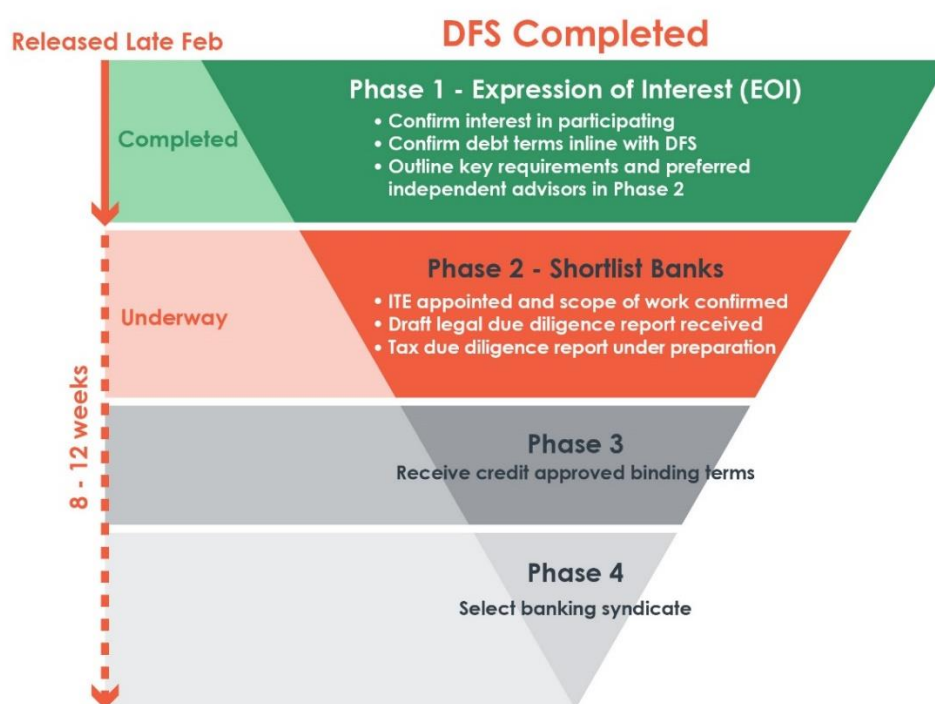 Released Late Feb
DFS Completed
Completed
Phase 1 - Expression of Interest (EOI)
• Confirm interest in participating
• Confirm debt terms inline with DFS
• Outline key requirements and preferred
independent advisors in Phase 2
Underway
Phase 2 - Shortlist Banks
• ITE appointed and scope of work confirmed
• Draft legal due diligence report received
• Tax due diligence report under preparation
8 - 12 weeks
Phase 3
Receive credit approved binding terms
Phase 4
Select banking syndicate